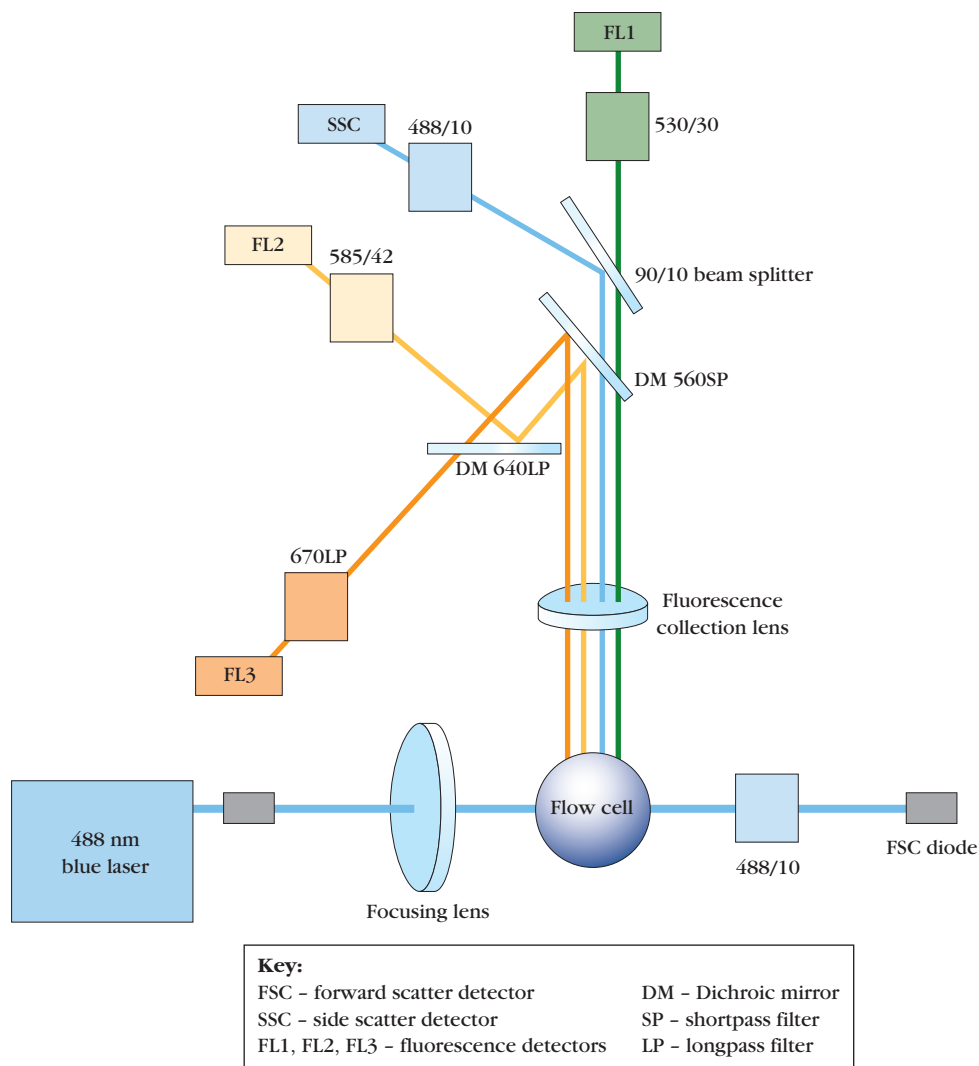 FL1
530/30
SSC
488/10
FL2
585/42
90/10 beam splitter
DM 560SP
DM 640LP
670LP
FL3
Fluorescence
collection lens
488 nm
blue laser
Focusing lens
Flow cell
488/10
FSC diode
Key:
FSC – forward scatter detector
SSC – side scatter detector
FL1, FL2, FL3 – fluorescence detectors
DM – Dichroic mirror
SP – shortpass filter
LP – longpass filter